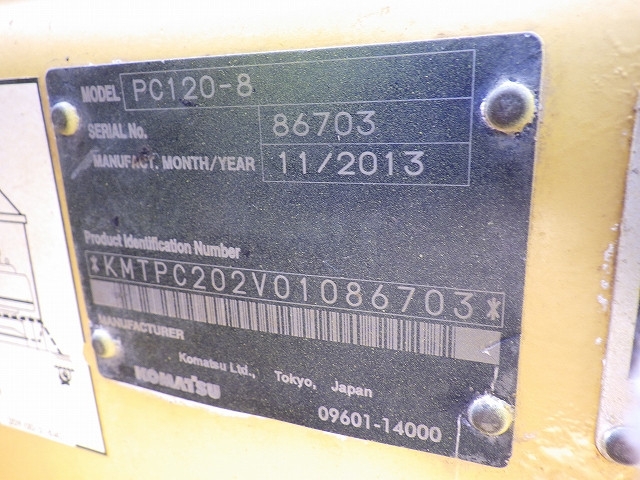 MODEL PC120-8
SERIAL No. 86703
MANUFACT. MONTH/YEAR 11/2013
Product Identification Number
*KMTPC202V01086703*
MANUFACTURER
Komatsu Ltd., Tokyo, Japan
KOMATSU
09601-14000